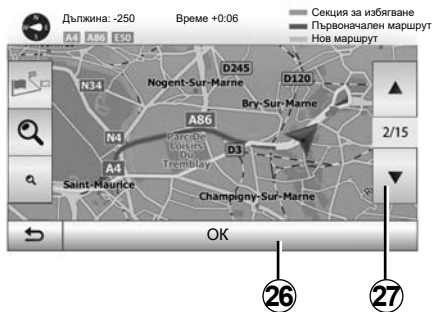 Дължина: -250 Време +0:06
Секция за избягване
Първоначален маршрут
Нов маршрут
A4 A86 E50
D245
D120
N34
Nogent-Sur-Marne
Bry-Sur-Marne
A86
2/15
N4
Parc De
Loisirs
Du
Tremblay
D3
A4
Saint-Maurice
Champigny-Sur-Marne
ОК
26
27